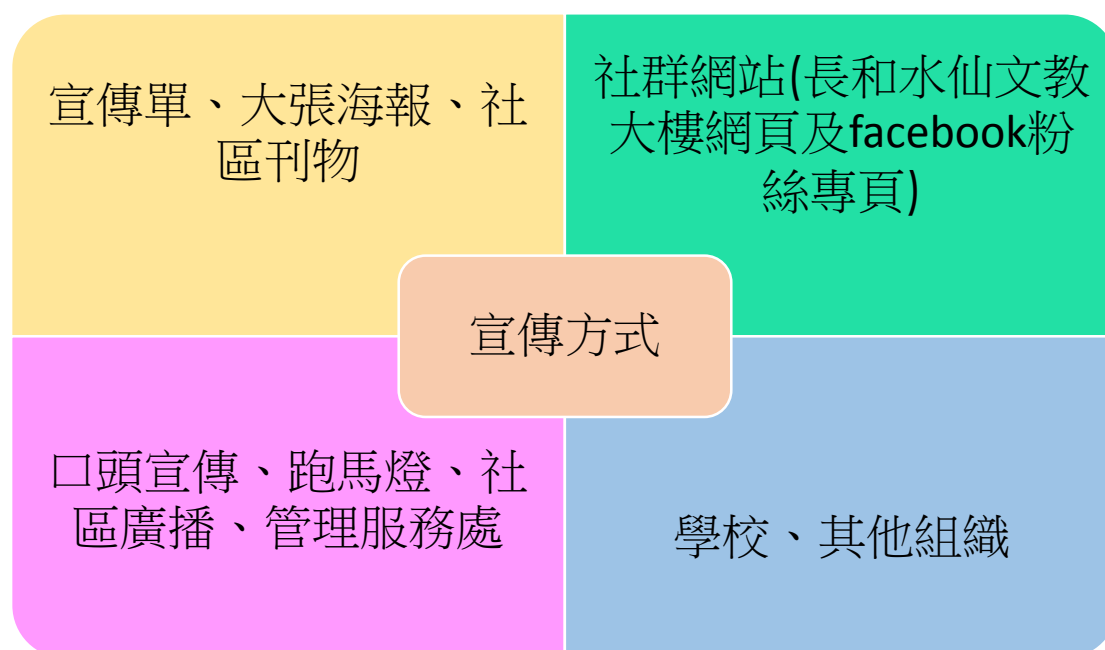 宣傳單、大張海報、社
區刊物
社群網站(長和水仙文教
大樓網頁及facebook粉
絲專頁)
宣傳方式
口頭宣傳、跑馬燈、社
區廣播、管理服務處
學校、其他組織